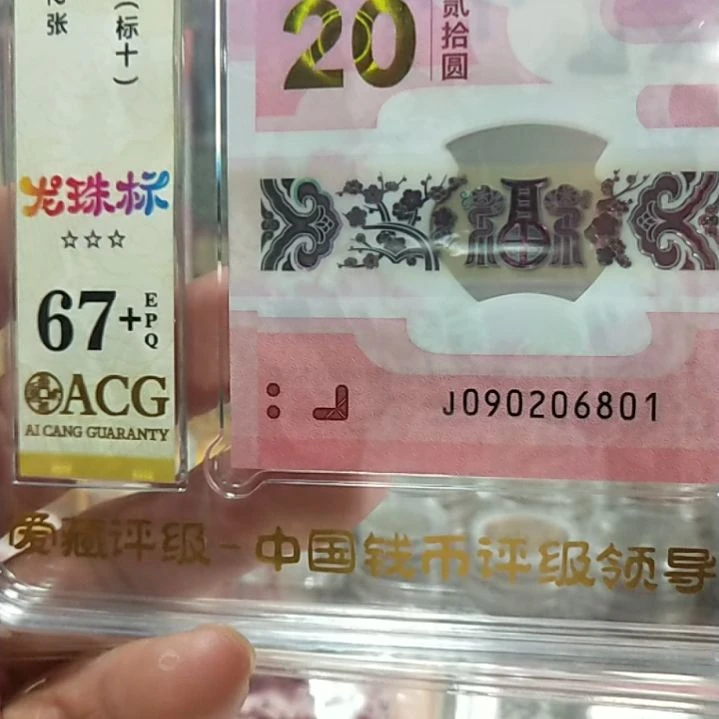 张
（标十）
龙珠标
☆☆☆
67+
EPQ
ACG
AI CANG GUARANTY
20
贰拾圆
J090206801
爱藏评级-中国钱币评级领导